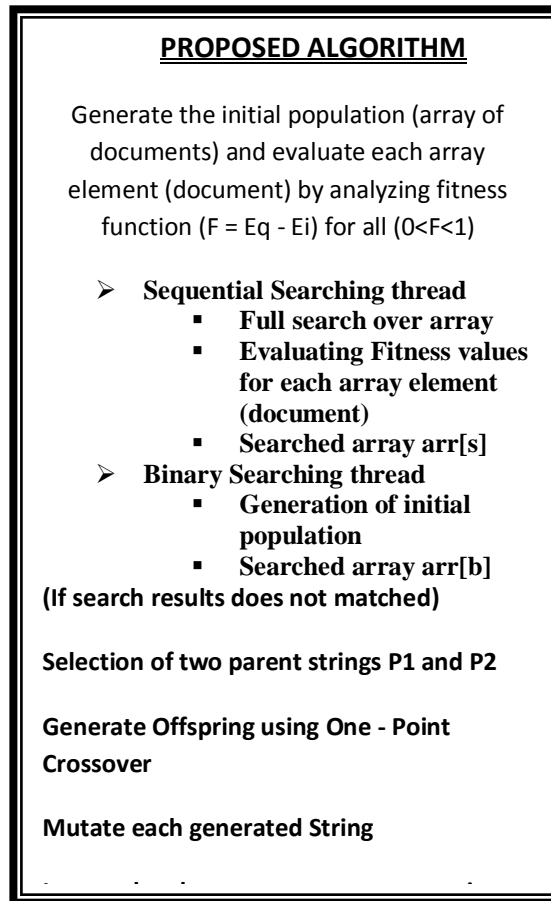 PROPOSED ALGORITHM
Generate the initial population (array of
documents) and evaluate each array
element (document) by analyzing fitness
function (F = Eq - Ei) for all (0<F<1)
➢ Sequential Searching thread
▪ Full search over array
▪ Evaluating Fitness values
for each array element
(document)
▪ Searched array arr[s]
➢ Binary Searching thread
▪ Generation of initial
population
▪ Searched array arr[b]
(If search results does not matched)
Selection of two parent strings P1 and P2
Generate Offspring using One - Point
Crossover
Mutate each generated String